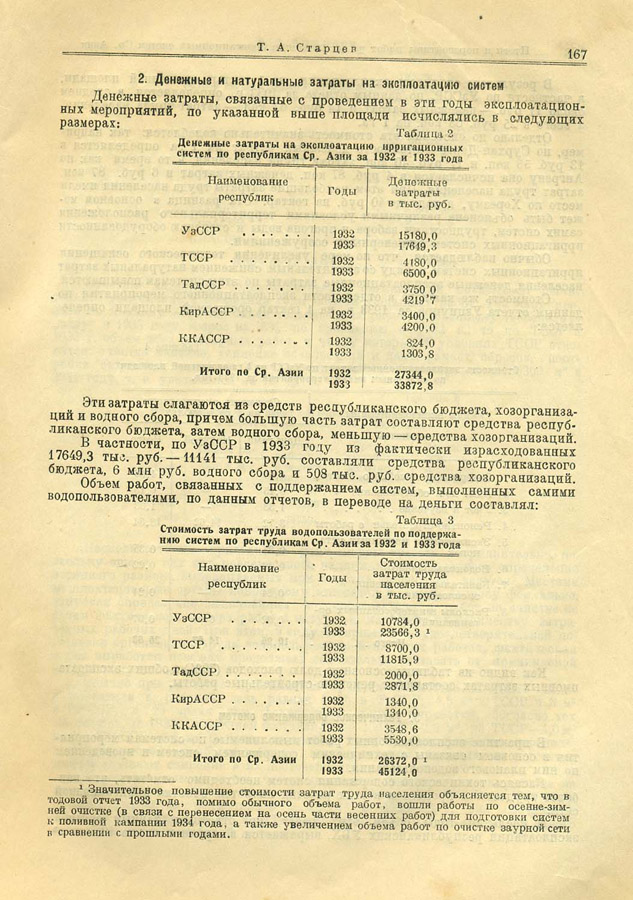 Т. А. Старцев
167
2. Денежные и натуральные затраты на эксплоатацию систем
Денежные затраты, связанные с проведением в эти годы эксплоатацион-
ных мероприятий, по указанной выше площади исчислялись в следующих
размерах:
Таблица 2
Денежные затраты на эксплоатацию ирригационных
систем по республикам Ср. Азии за 1932 и 1933 года
Наименование республик Годы Денежные затраты в тыс. руб.
УзССР . . . . . . . 1932 15180,0
1933 17649,3
ТССР . . . . . . . . 1932 4180,0
1933 6500,0
ТадССР . . . . . . . 1932 3750 0
1933 4219'7
КирАССР . . . . . . . 1932 3400,0
1933 4200,0
ККАССР . . . . . . . 1932 824,0
1933 1303,8
Итого по Ср. Азии 1932 27344,0
1933 33872,8
Эти затраты слагаются из средств республиканского бюджета, хозорганиза-
ций и водного сбора, причем большую часть затрат составляют средства респуб-
ликанского бюджета, затем водного сбора, меньшую — средства хозорганизаций.
В частности, по УзССР в 1933 году из фактически израсходованных
17649,3 тыс. руб. — 11141 тыс. руб. составляли средства республиканского
бюджета, 6 млн руб. водного сбора и 508 тыс. руб. средства хозорганизаций.
Объем работ, связанных с поддержанием систем, выполненных самими
водопользователями, по данным отчетов, в переводе на деньги составлял:
Таблица 3
Стоимость затрат труда водопользователей по поддержа-
нию систем по республикам Ср. Азии за 1932 и 1933 года
Наименование республик Годы Стоимость затрат труда населения в тыс. руб.
УзССР . . . . . . . 1932 10784,0
1933 23566,3 ¹
ТССР . . . . . . . 1932 8700,0
1933 11815,9
ТадССР . . . . . . . 1932 2000,0
1933 2871,8
КирАССР . . . . . . . 1932 1340,0
1933 1340,0
ККАССР . . . . . . . 1932 3548,6
1933 5530,0
Итого по Ср. Азии 1932 26372,0 ¹
1933 45124,0
¹ Значительное повышение стоимости затрат труда населения объясняется тем, что в
годовой отчет 1933 года, помимо обычного объема работ, вошли работы по осенне-зим-
ней очистке (в связи с перенесением на осень части весенних работ) для подготовки систем
к поливной кампании 1934 года, а также увеличением объема работ по очистке заурной сети
в сравнении с прошлыми годами.